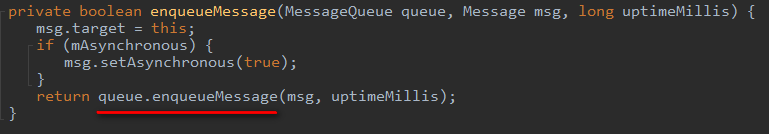 private boolean enqueueMessage(MessageQueue queue, Message msg, long uptimeMillis) {
    msg.target = this;
    if (mAsynchronous) {
        msg.setAsynchronous(true);
    }
    return queue.enqueueMessage(msg, uptimeMillis);
}